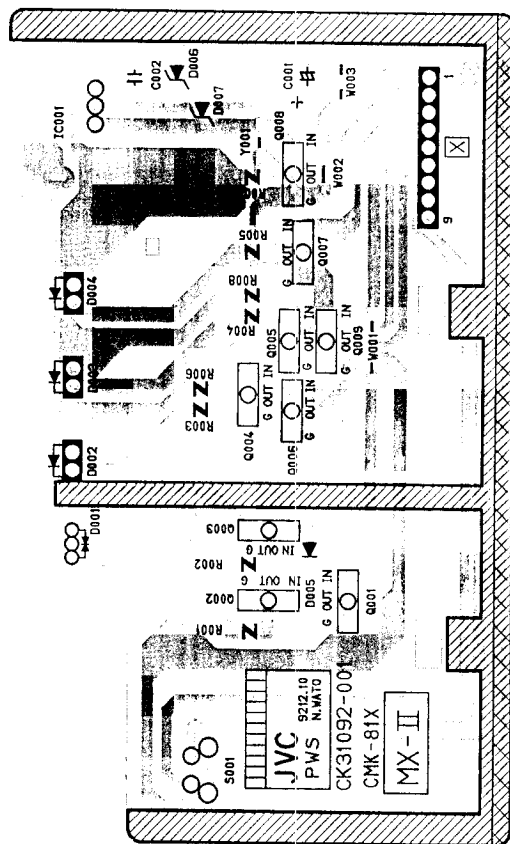 D006
C002
D007
IC001
C001
+
W003
1
Y001
Q008
G OUT IN
W002
X
R005
G OUT IN
Q007
9
D004
R008
R004
Q005
G OUT IN
G OUT IN
Q009
W001
D003
R006
R003
G OUT IN
Q004
G OUT IN
Q006
D002
D001
Q003
IN OUT G
R002
IN OUT G
Q002
D005
G OUT IN
Q001
R001
S001
JVC
9212.10
PWS
N.WATO
CK31092-001
CMK-81X
MX-II